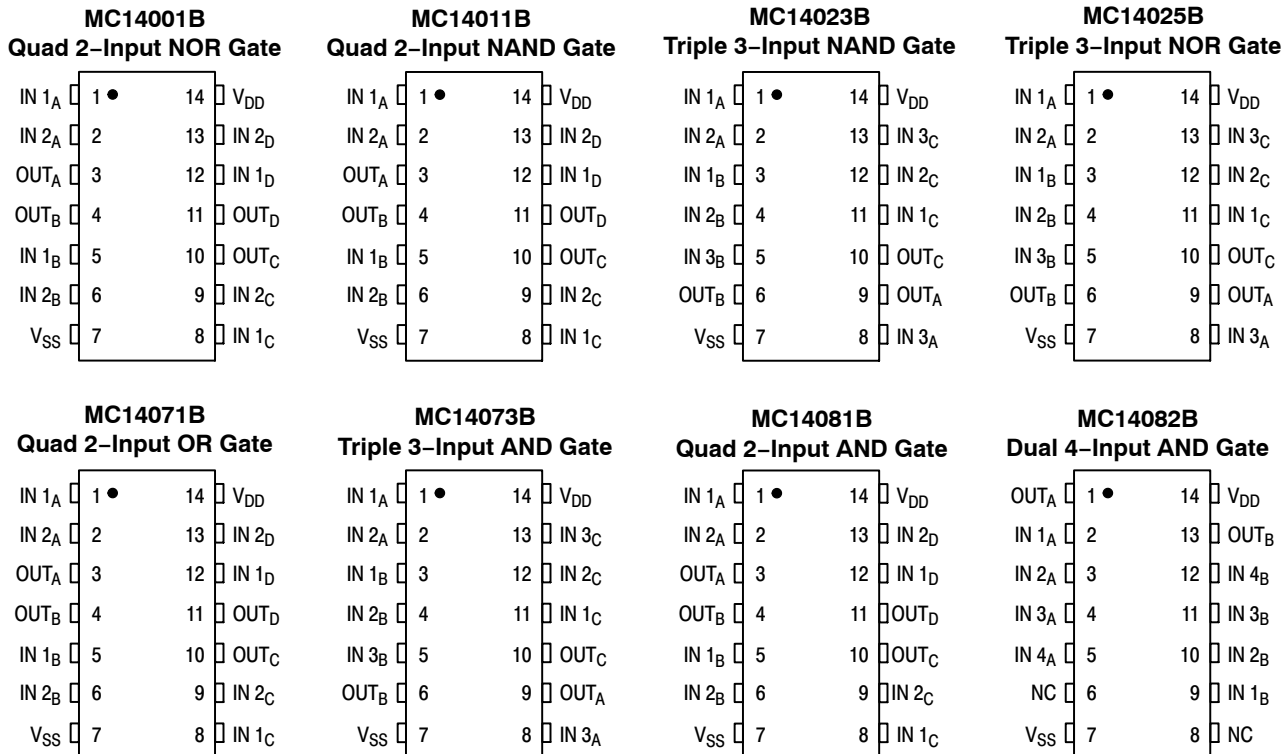 MC14001B
Quad 2–Input NOR Gate
IN 1A 1 14 VDD
IN 2A 2 13 IN 2D
OUTA 3 12 IN 1D
OUTB 4 11 OUTD
IN 1B 5 10 OUTC
IN 2B 6 9 IN 2C
VSS 7 8 IN 1C
MC14011B
Quad 2–Input NAND Gate
IN 1A 1 14 VDD
IN 2A 2 13 IN 2D
OUTA 3 12 IN 1D
OUTB 4 11 OUTD
IN 1B 5 10 OUTC
IN 2B 6 9 IN 2C
VSS 7 8 IN 1C
MC14023B
Triple 3–Input NAND Gate
IN 1A 1 14 VDD
IN 2A 2 13 IN 3C
IN 1B 3 12 IN 2C
IN 2B 4 11 IN 1C
IN 3B 5 10 OUTC
OUTB 6 9 OUTA
VSS 7 8 IN 3A
MC14025B
Triple 3–Input NOR Gate
IN 1A 1 14 VDD
IN 2A 2 13 IN 3C
IN 1B 3 12 IN 2C
IN 2B 4 11 IN 1C
IN 3B 5 10 OUTC
OUTB 6 9 OUTA
VSS 7 8 IN 3A
MC14071B
Quad 2–Input OR Gate
IN 1A 1 14 VDD
IN 2A 2 13 IN 2D
OUTA 3 12 IN 1D
OUTB 4 11 OUTD
IN 1B 5 10 OUTC
IN 2B 6 9 IN 2C
VSS 7 8 IN 1C
MC14073B
Triple 3–Input AND Gate
IN 1A 1 14 VDD
IN 2A 2 13 IN 3C
IN 1B 3 12 IN 2C
IN 2B 4 11 IN 1C
IN 3B 5 10 OUTC
OUTB 6 9 OUTA
VSS 7 8 IN 3A
MC14081B
Quad 2–Input AND Gate
IN 1A 1 14 VDD
IN 2A 2 13 IN 2D
OUTA 3 12 IN 1D
OUTB 4 11 OUTD
IN 1B 5 10 OUTC
IN 2B 6 9 IN 2C
VSS 7 8 IN 1C
MC14082B
Dual 4–Input AND Gate
OUTA 1 14 VDD
IN 1A 2 13 OUTB
IN 2A 3 12 IN 4B
IN 3A 4 11 IN 3B
IN 4A 5 10 IN 2B
NC 6 9 IN 1B
VSS 7 8 NC